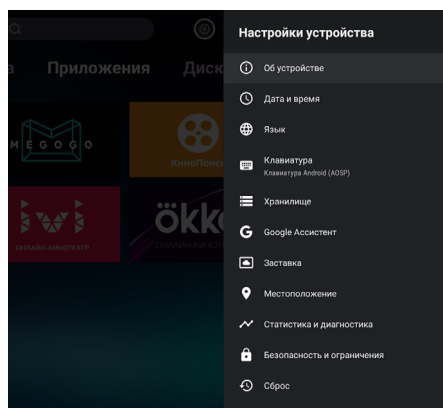 Настройки устройства
Приложения
Диск
Об устройстве
Дата и время
Язык
MEGOGO
КиноПоиск
Клавиатура
Клавиатура Android (AOSP)
Хранилище
ivi
ОНЛАЙН-КИНОТЕАТР
okko
ОНЛАЙН-КИНО
Google Ассистент
Заставка
Местоположение
Статистика и диагностика
Безопасность и ограничения
Сброс